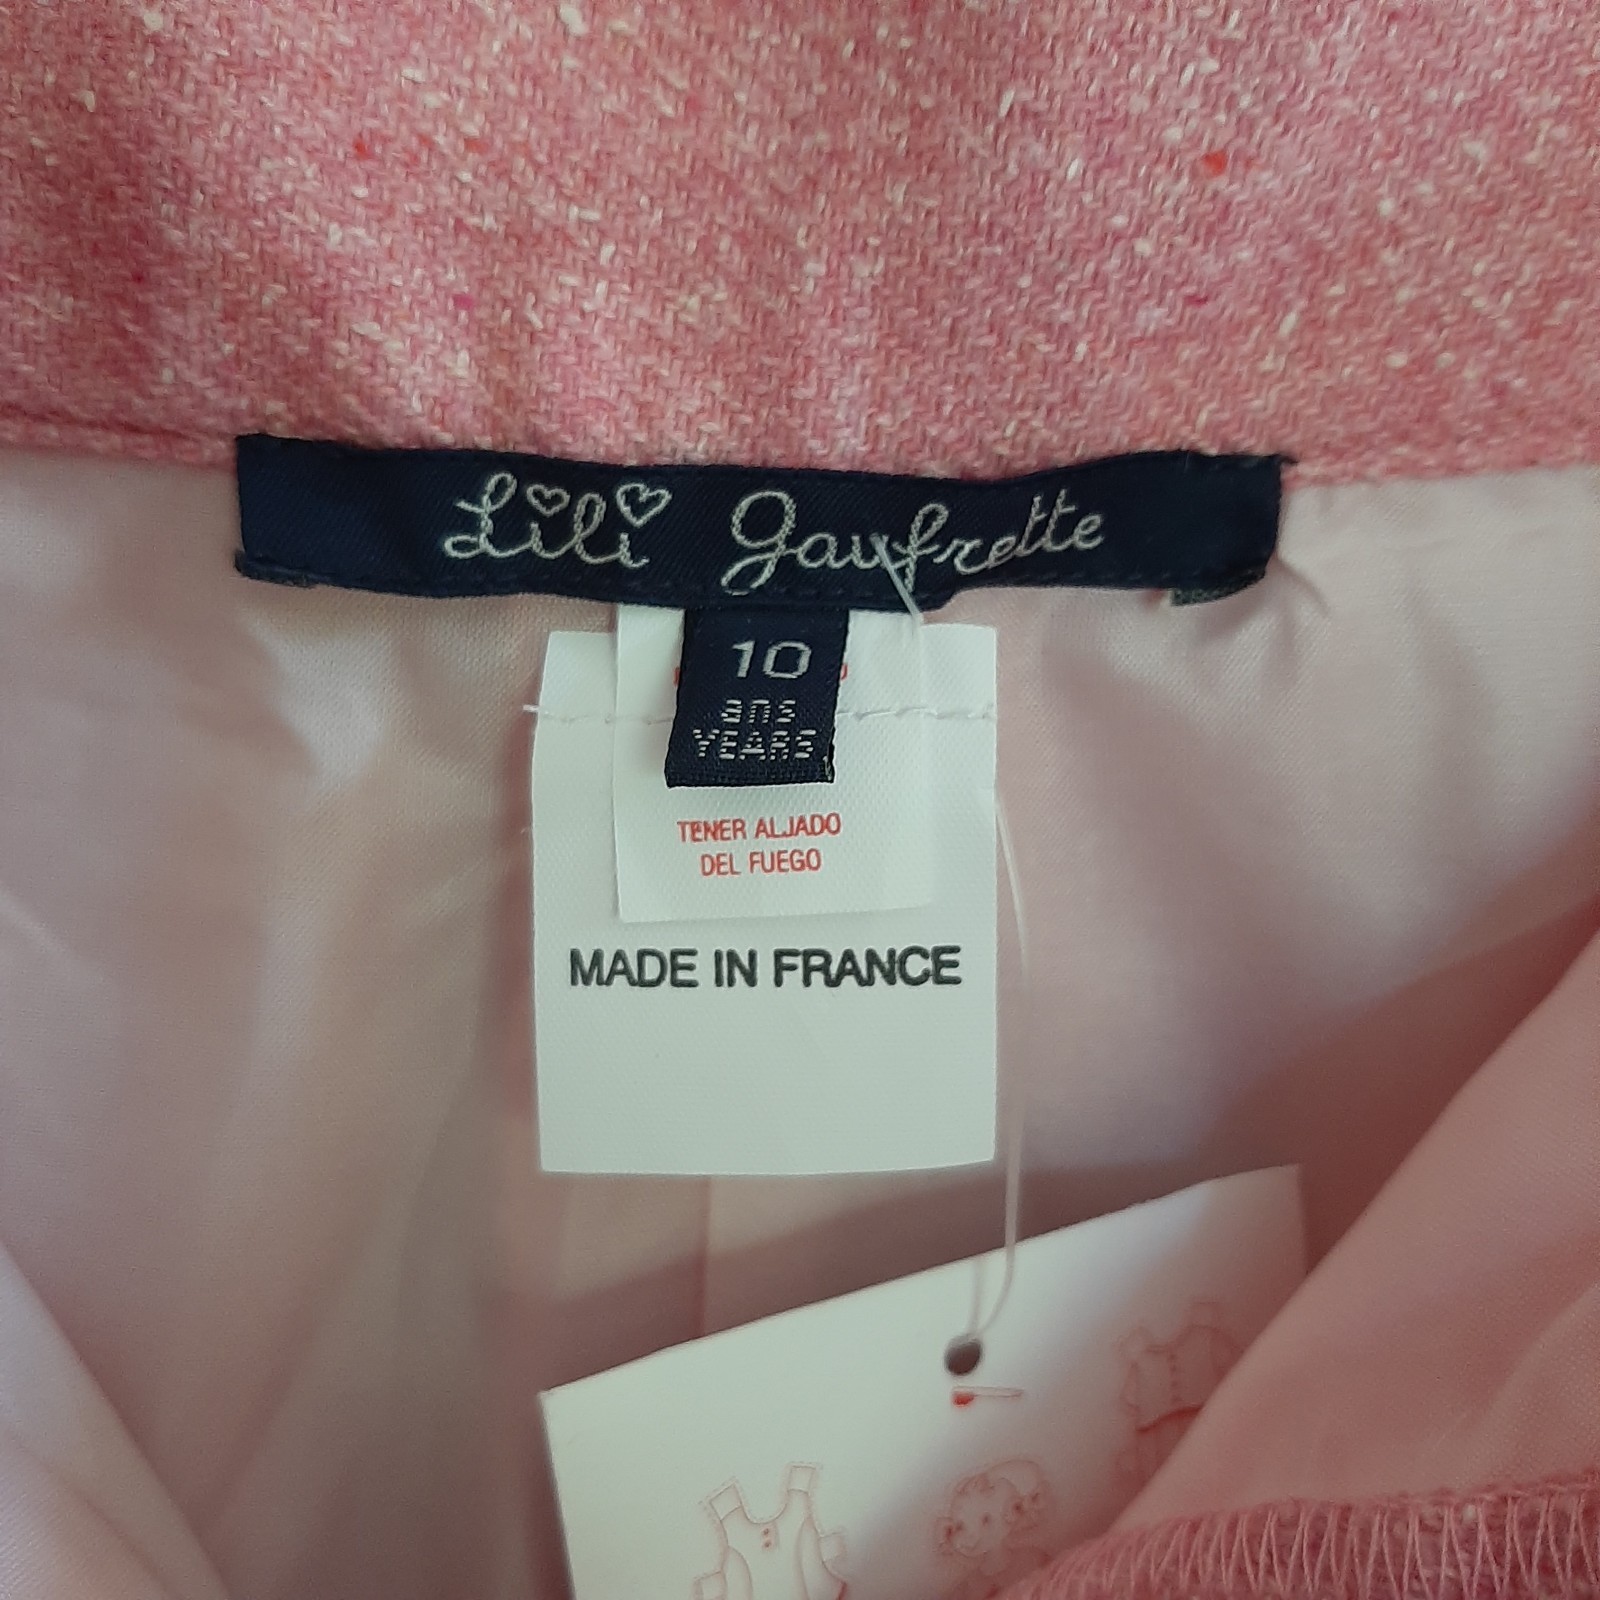 Lili gaufrette
10
ans
YEARS
TENER ALJADO
DEL FUEGO
MADE IN FRANCE